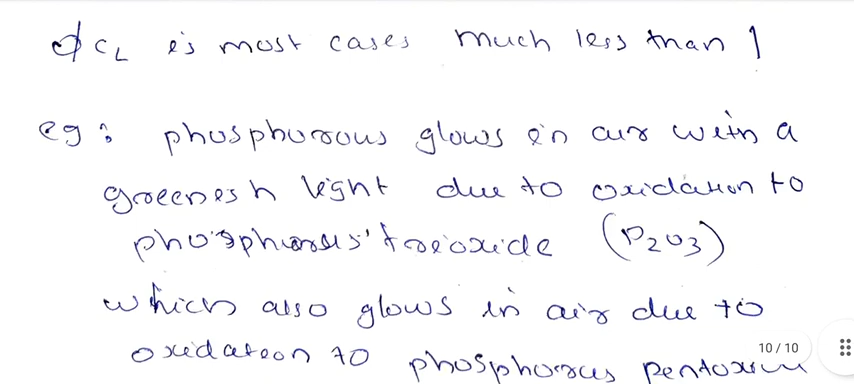 ϕCL is most cases much less than 1
eg : phosphorous glows in air with a
greenish light due to oxidation to
phosphorus trioxide (P2O3)
which also glows in air due to
oxidation to phosphorus
10 / 10